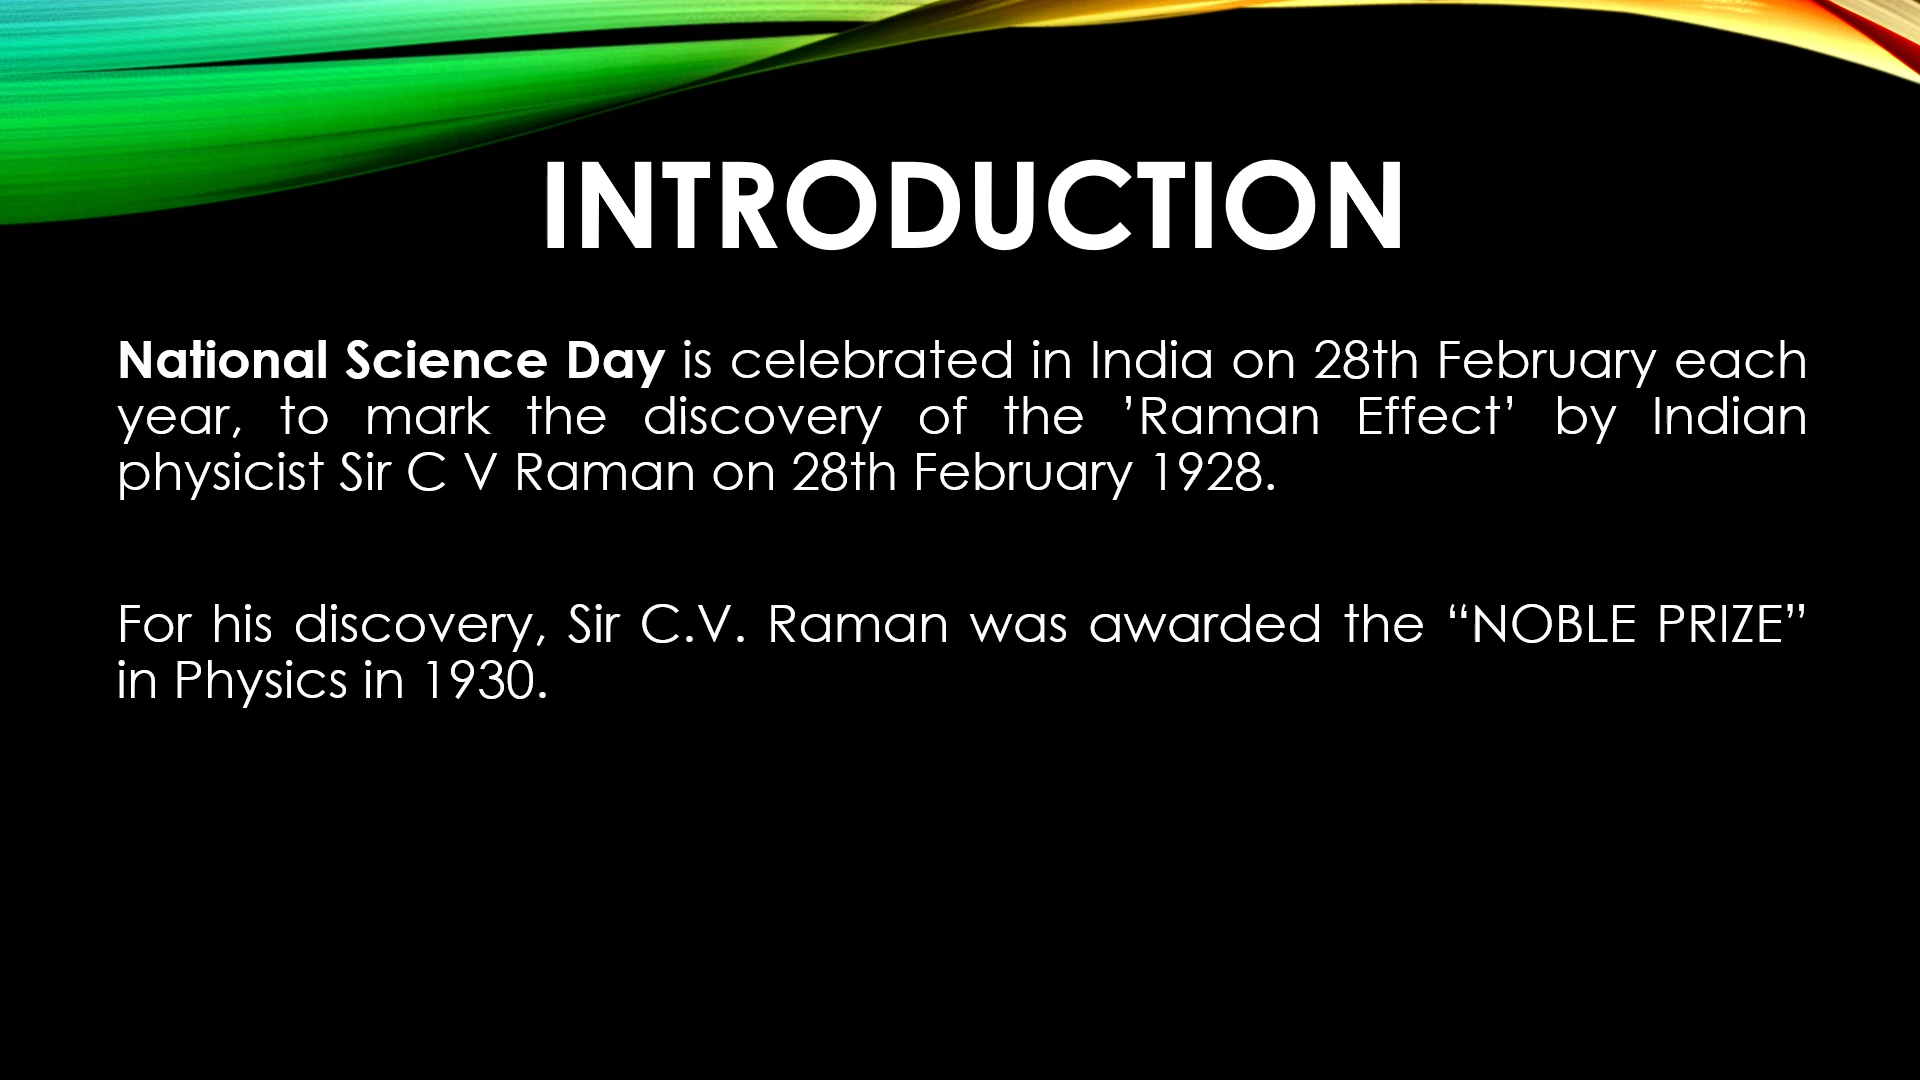 INTRODUCTION
National Science Day is celebrated in India on 28th February each
year, to mark the discovery of the ’Raman Effect’ by Indian
physicist Sir C V Raman on 28th February 1928.
For his discovery, Sir C.V. Raman was awarded the “NOBLE PRIZE”
in Physics in 1930.